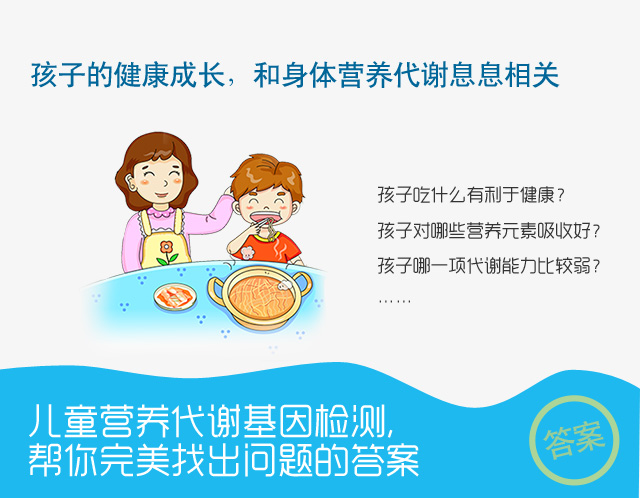 孩子的健康成长，和身体营养代谢息息相关
孩子吃什么有利于健康？
孩子对哪些营养元素吸收好？
孩子哪一项代谢能力比较弱？
……
儿童营养代谢基因检测,
帮你完美找出问题的答案
答案